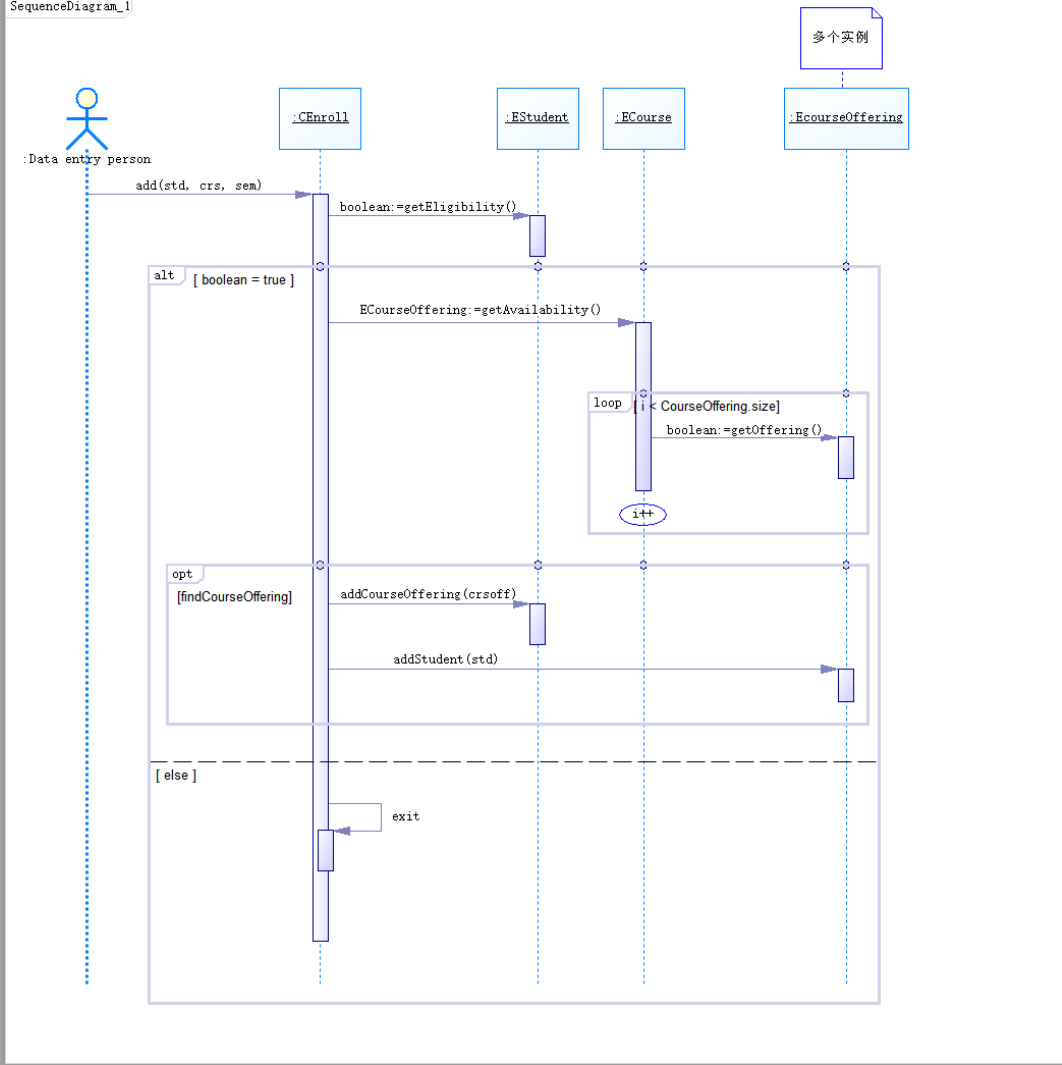 SequenceDiagram_1
多个实例
:CEnroll
:EStudent
:ECourse
:EcourseOffering
:Data entry person
add(std, crs, sem)
boolean:=getEligibility()
alt
[ boolean = true ]
ECourseOffering:=getAvailability()
loop
[ i < CourseOffering.size]
boolean:=getOffering()
i++
opt
[findCourseOffering]
addCourseOffering(crsoff)
addStudent(std)
[ else ]
exit